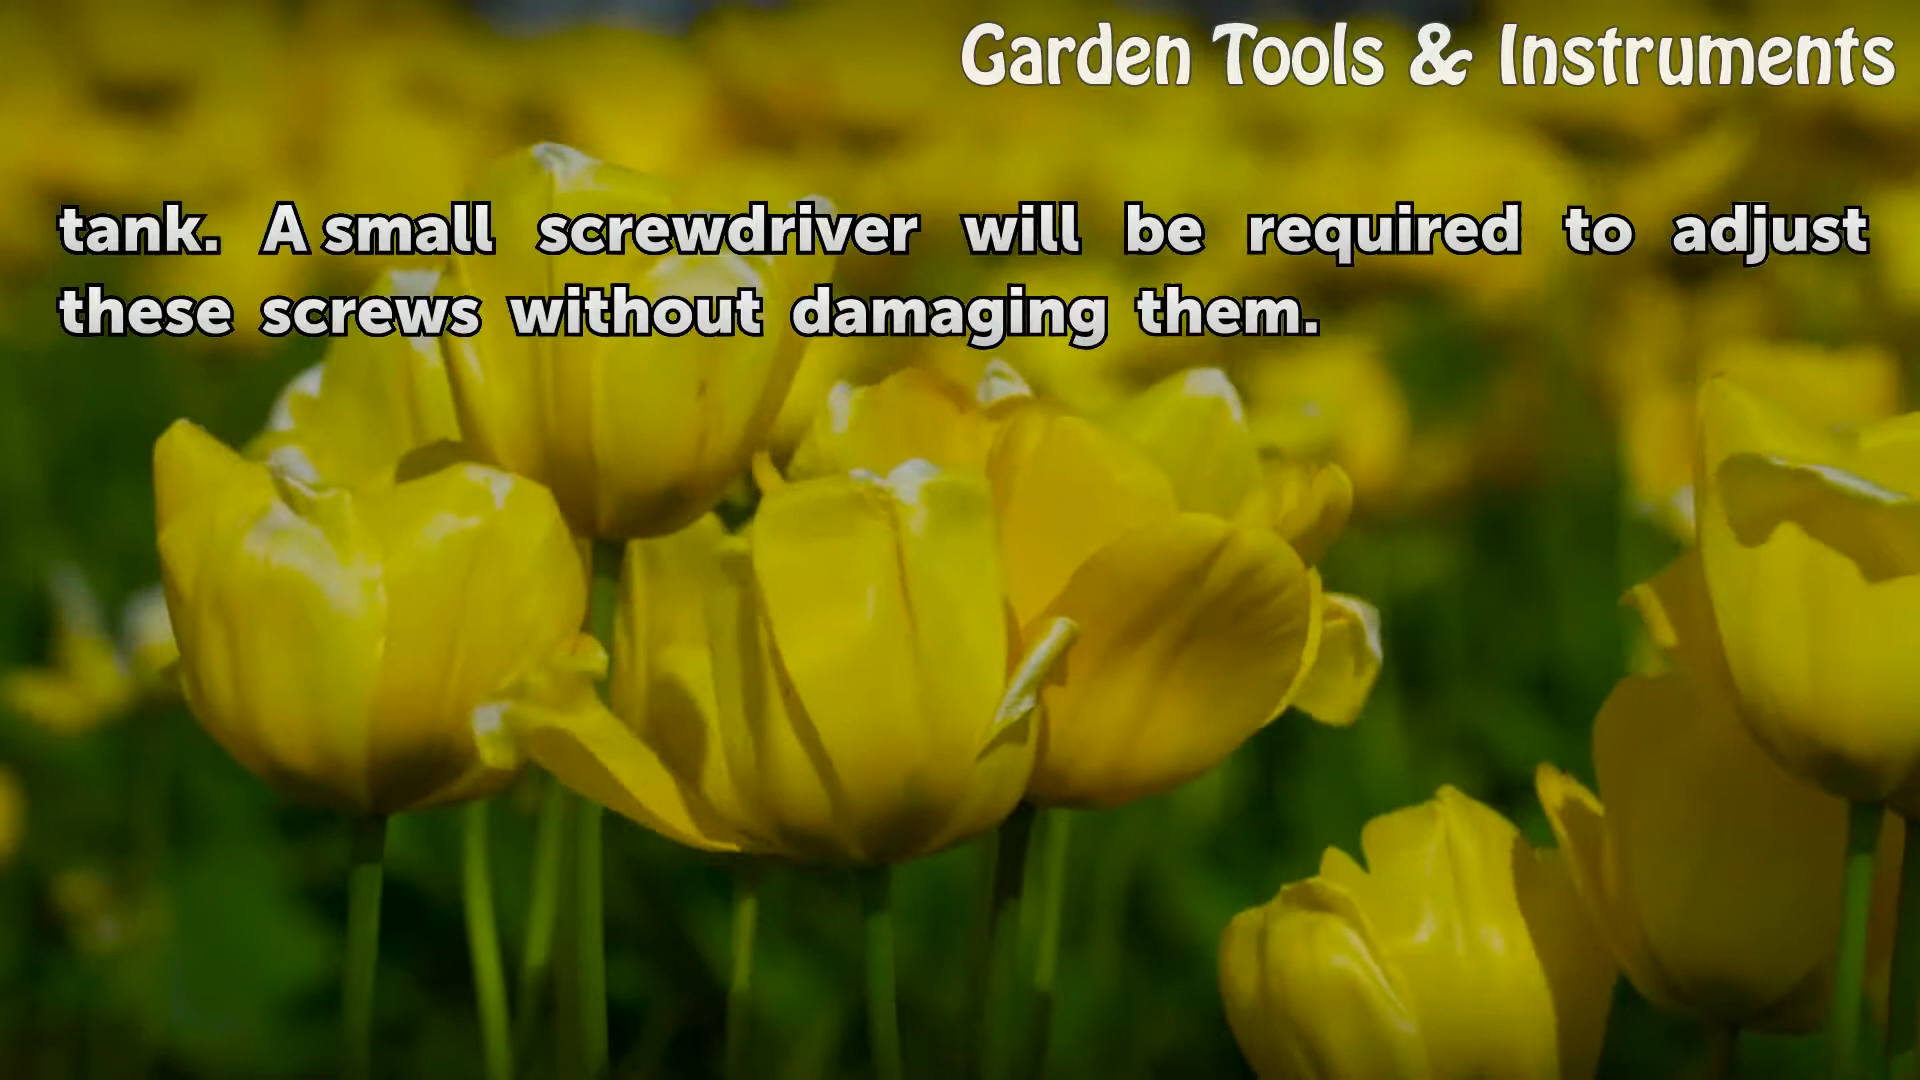 Garden Tools & Instruments
tank. A small screwdriver will be required to adjust
these screws without damaging them.